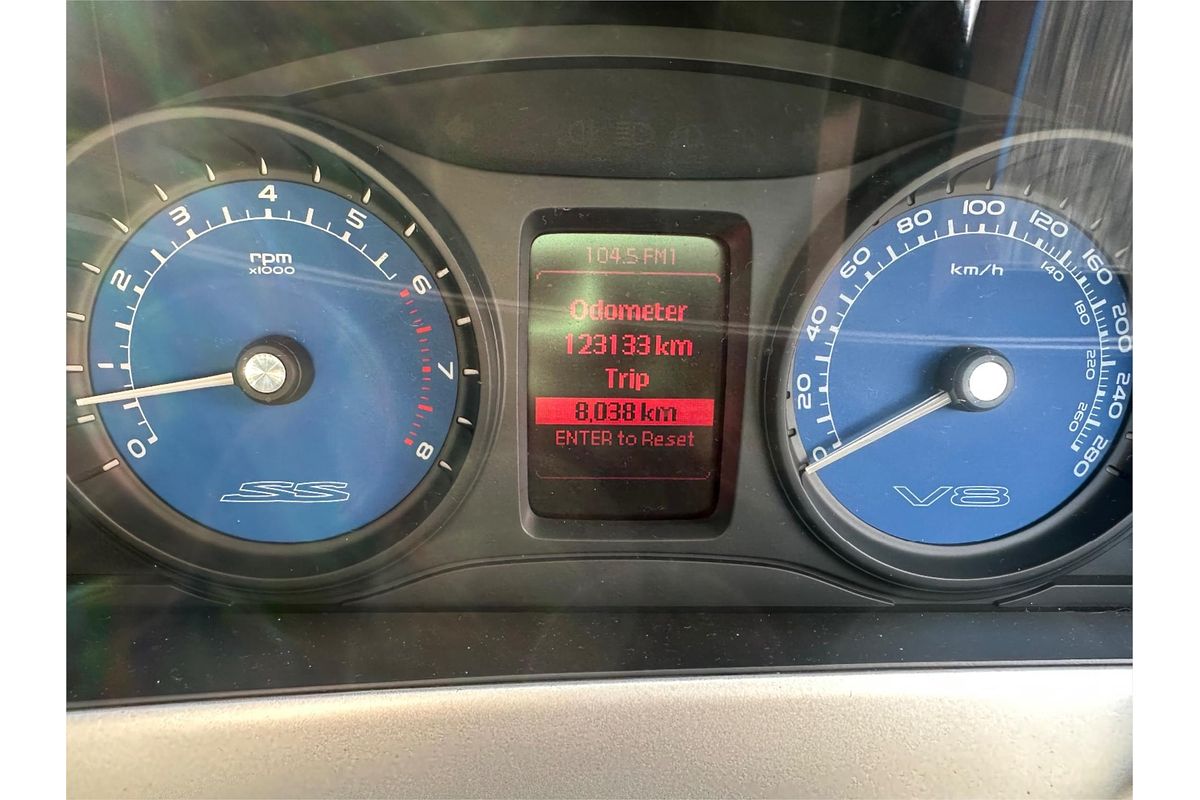 0
1
2
3
4
5
6
7
8
rpm
x1000
SS
104.5 FM1
Odometer
123133 km
Trip
8,038 km
ENTER to Reset
0
20
40
60
80
100
120
140
160
180
200
220
240
260
280
km/h
V8